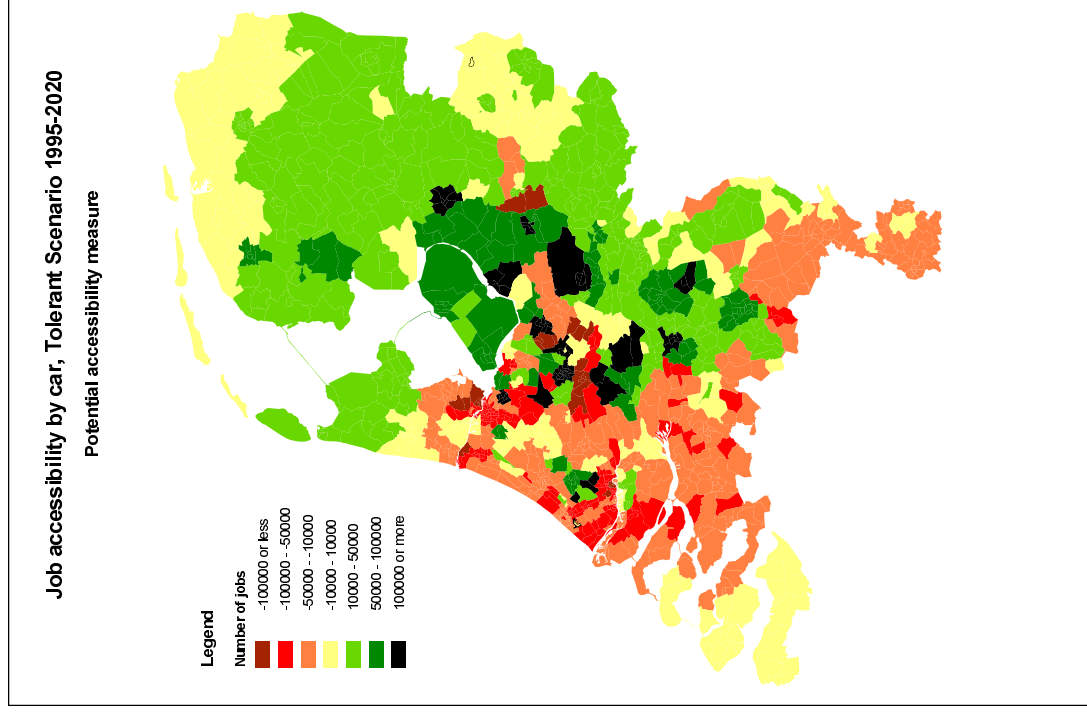 Job accessibility by car, Tolerant Scenario 1995-2020
Potential accessibility measure
Legend
Number of jobs
-100000 or less
-100000 - -50000
-50000 - -10000
-10000 - 10000
10000 - 50000
50000 - 100000
100000 or more